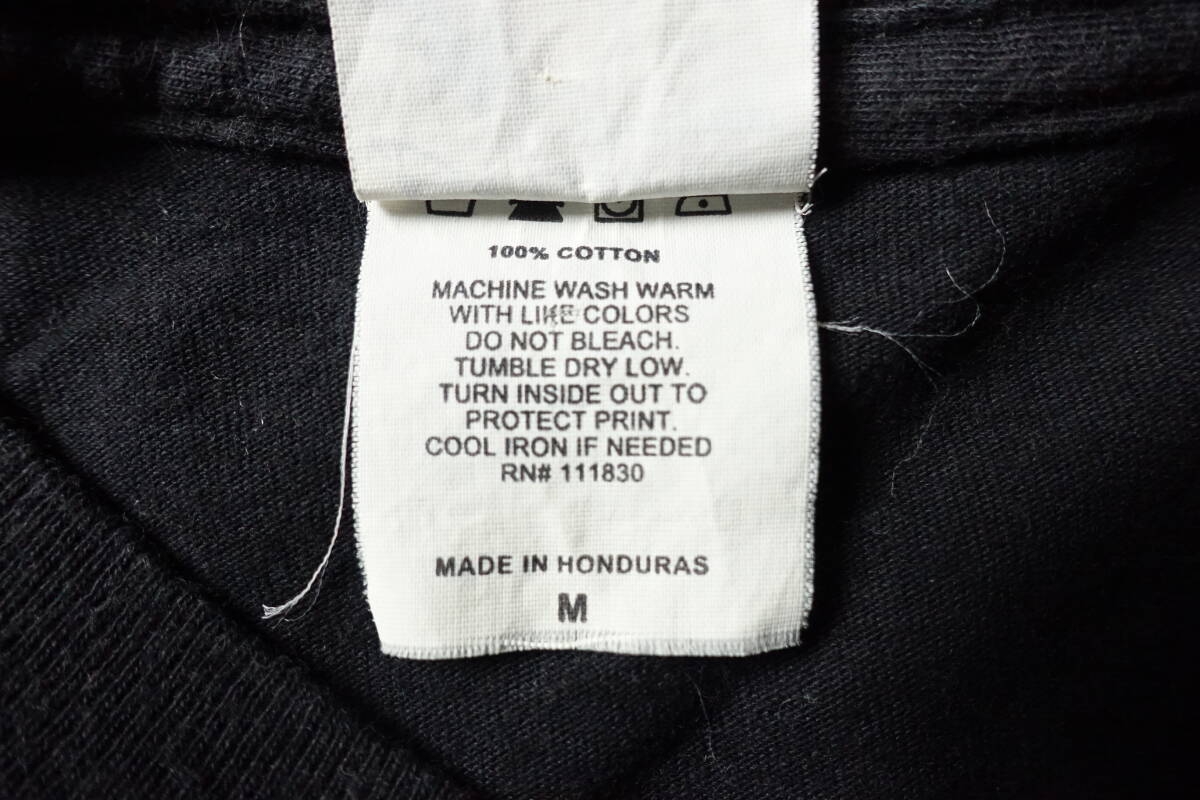 100% COTTON
MACHINE WASH WARM
WITH LIKE COLORS
DO NOT BLEACH.
TUMBLE DRY LOW.
TURN INSIDE OUT TO
PROTECT PRINT.
COOL IRON IF NEEDED
RN# 111830
MADE IN HONDURAS
M